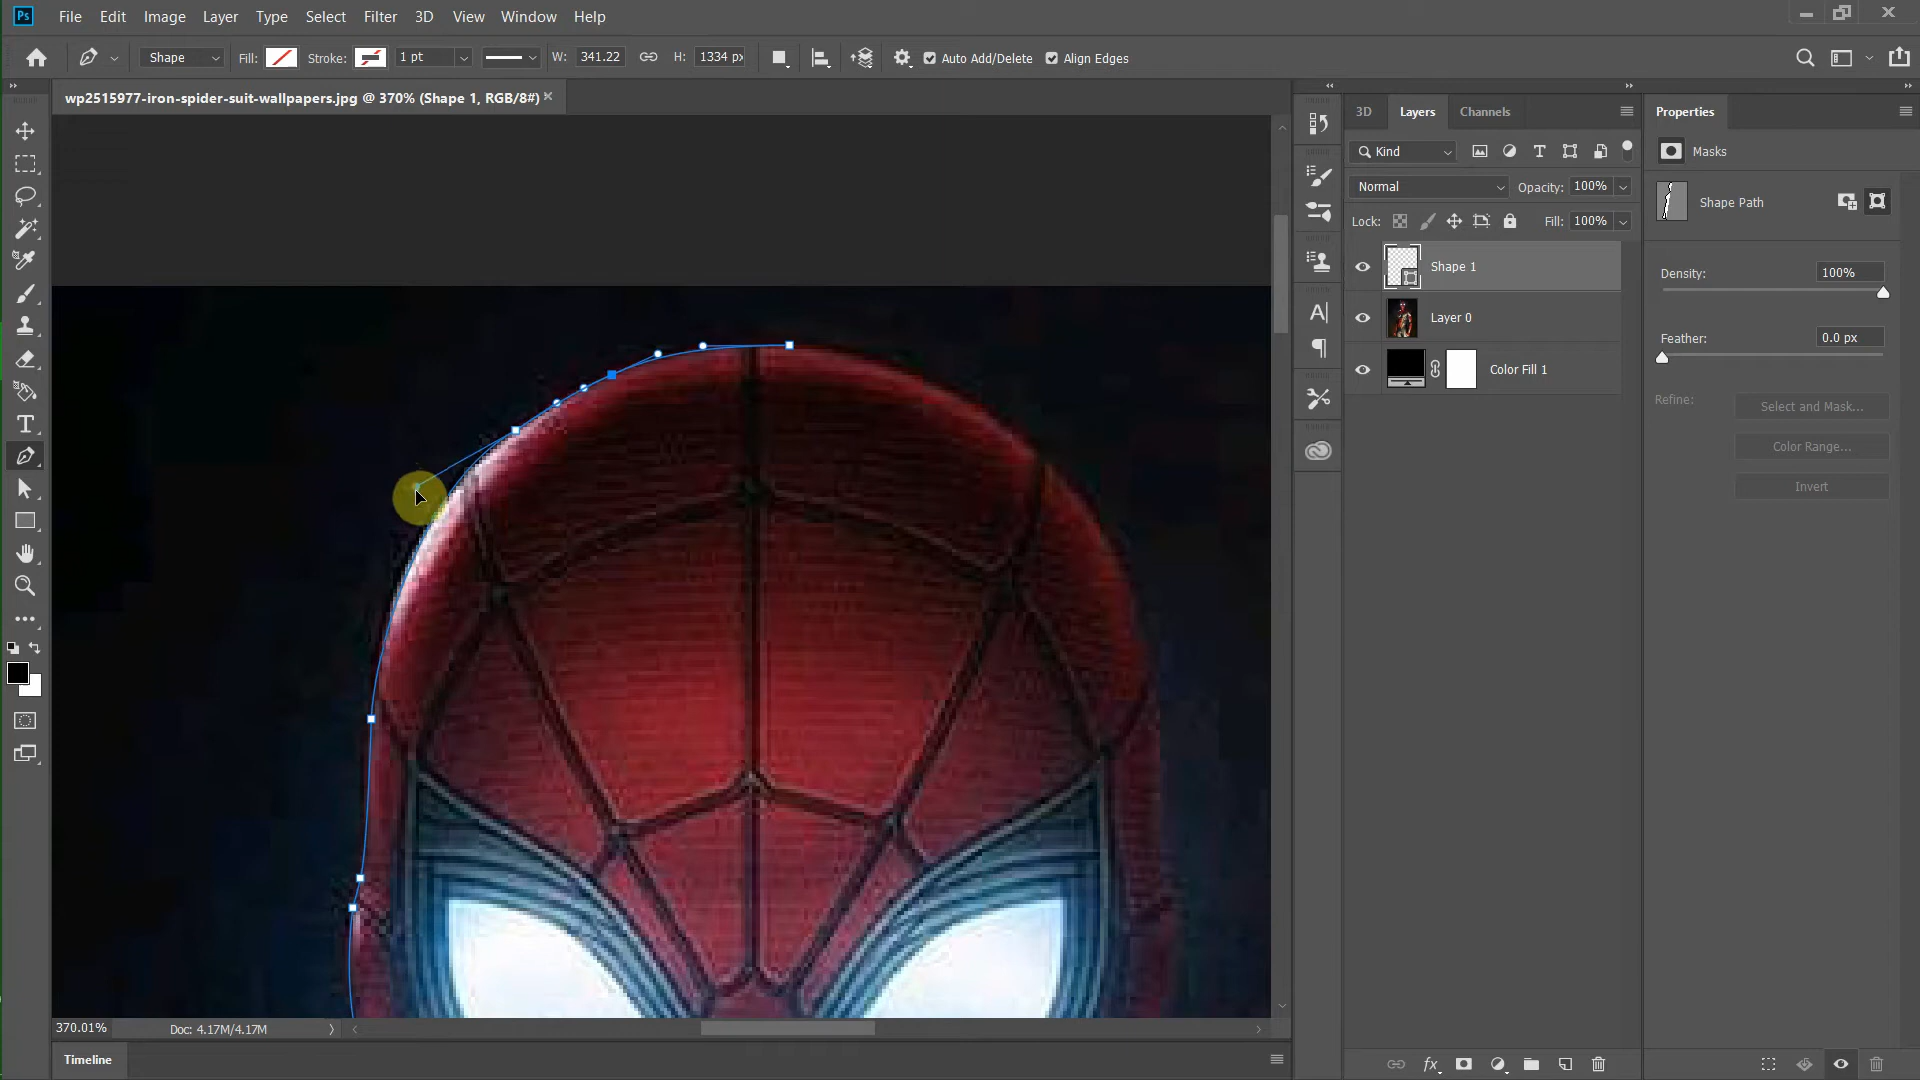 Ps File Edit Image Layer Type Select Filter 3D View Window Help
Shape Fill: Stroke: 1 pt W: 341.22 H: 1334 px Auto Add/Delete Align Edges
wp2515977-iron-spider-suit-wallpapers.jpg @ 370% (Shape 1, RGB/8#)
3D Layers Channels
Kind
Normal Opacity: 100%
Lock: Fill: 100%
Shape 1
Layer 0
Color Fill 1
Properties
Masks
Shape Path
Density: 100%
Feather: 0.0 px
Refine: Select and Mask...
Color Range...
Invert
370.01% Doc: 4.17M/4.17M
Timeline